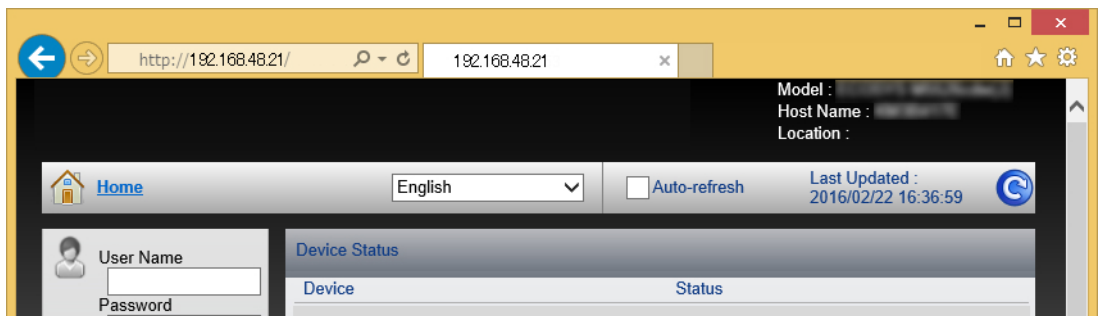 http://192.168.48.21/
192.168.48.21
Model :
Host Name :
Location :
Home
English
Auto-refresh
Last Updated :
2016/02/22 16:36:59
User Name
Password
Device Status
Device Status